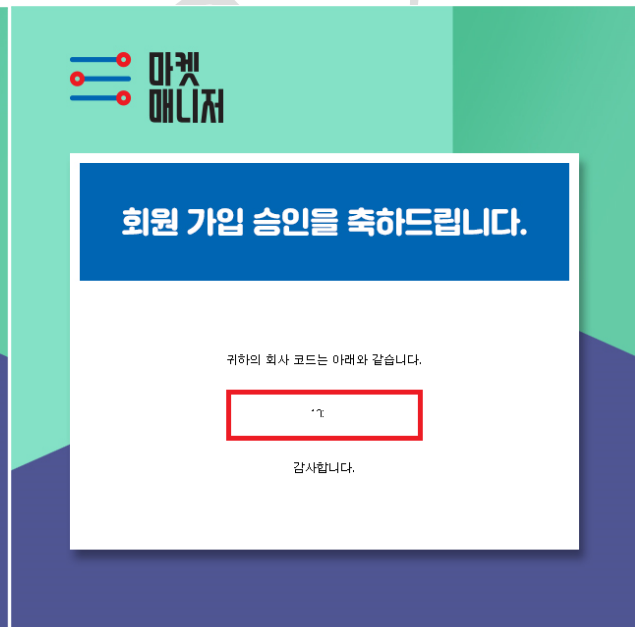 마켓
매니저
회원 가입 승인을 축하드립니다.
귀하의 회사 코드는 아래와 같습니다.
감사합니다.